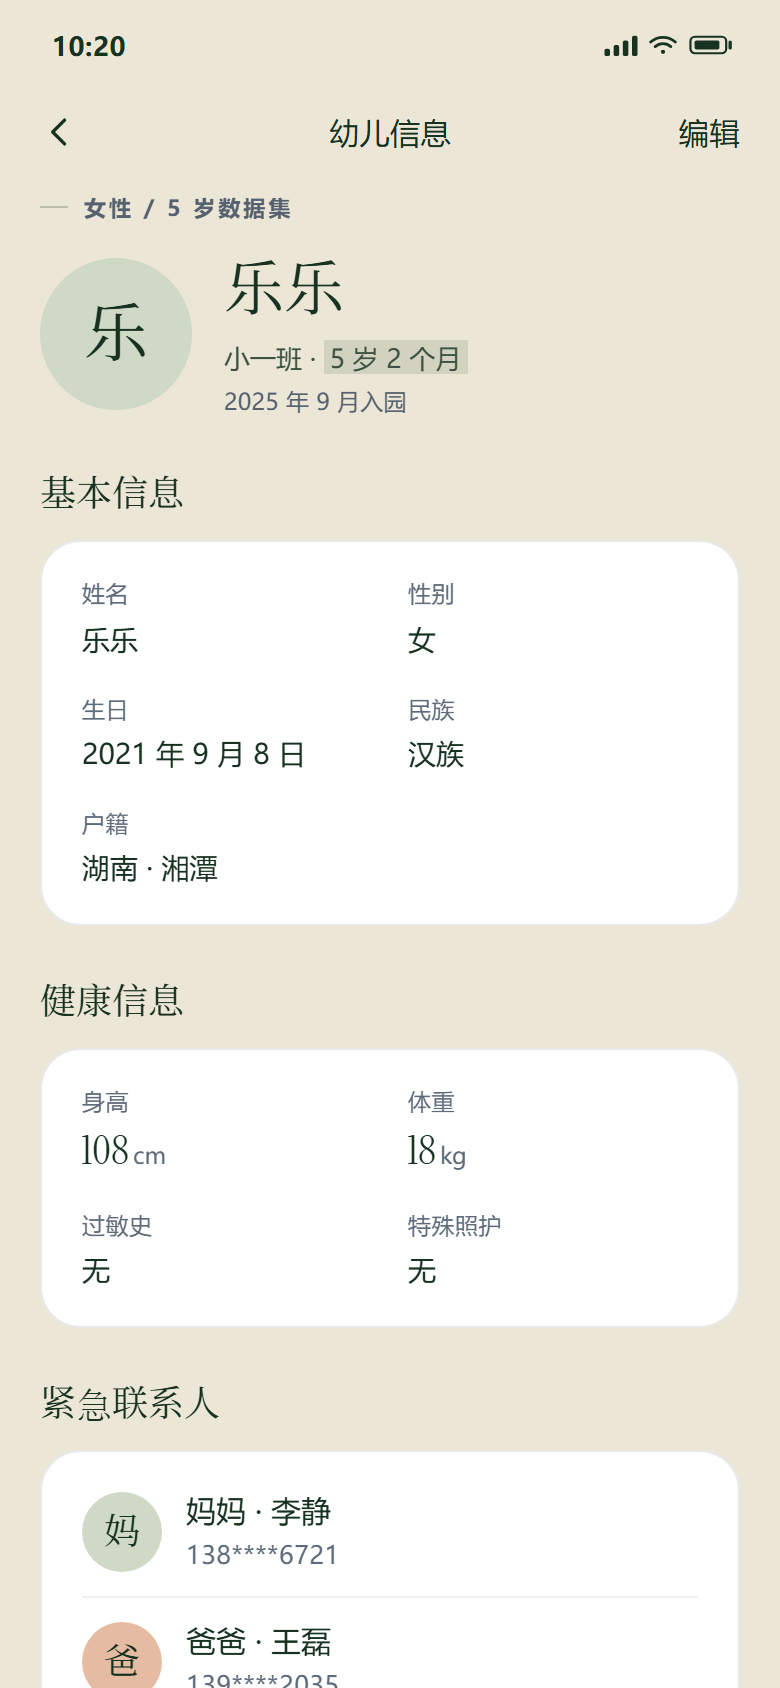 10:20
幼儿信息 编辑
女性 / 5 岁数据集
乐 乐乐
小一班 · 5 岁 2 个月
2025 年 9 月入园
基本信息
姓名 性别
乐乐 女
生日 民族
2021 年 9 月 8 日 汉族
户籍
湖南 · 湘潭
健康信息
身高 体重
108 cm 18 kg
过敏史 特殊照护
无 无
紧急联系人
妈 妈妈 · 李静
138****6721
爸 爸爸 · 王磊
139****2035